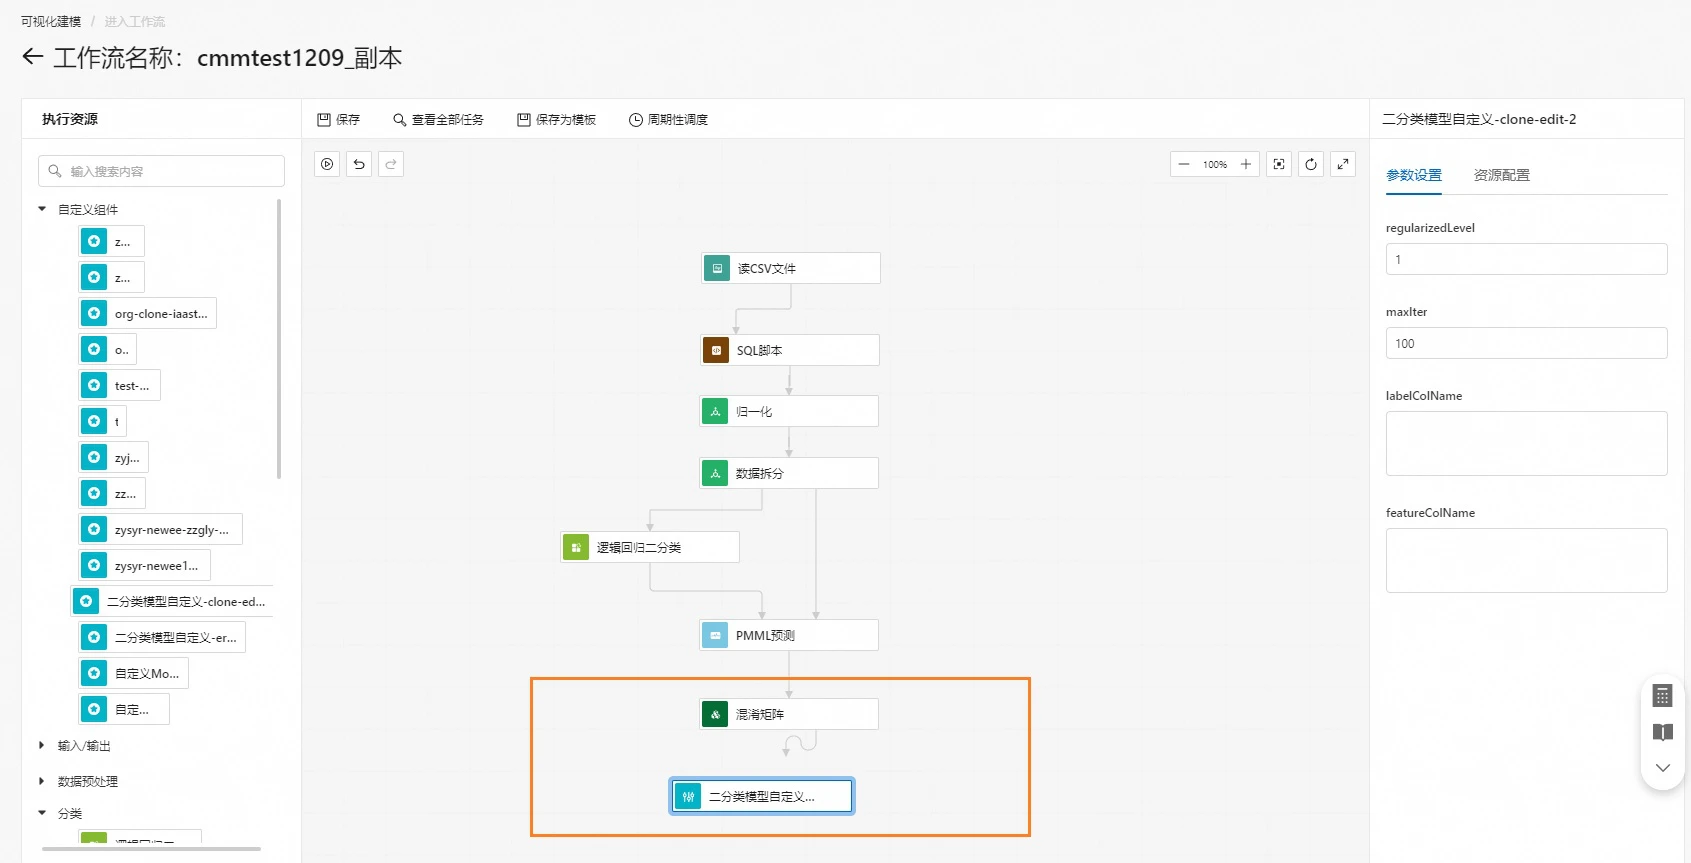 可视化建模 / 进入工作流
工作流名称：cmmtest1209_副本
执行资源
保存
查看全部任务
保存为模板
周期性调度
二分类模型自定义-clone-edit-2
输入搜索内容
100%
参数设置
资源配置
自定义组件
z...
z...
org-clone-iaast...
o..
test-...
t
zyj...
zz...
zysyr-newee-zzgly-...
zysyr-newee1...
二分类模型自定义-clone-ed...
二分类模型自定义-er...
自定义Mo...
自定...
输入/输出
数据预处理
分类
读CSV文件
SQL脚本
归一化
数据拆分
逻辑回归二分类
PMML预测
混淆矩阵
二分类模型自定义...
regularizedLevel
1
maxIter
100
labelColName
featureColName